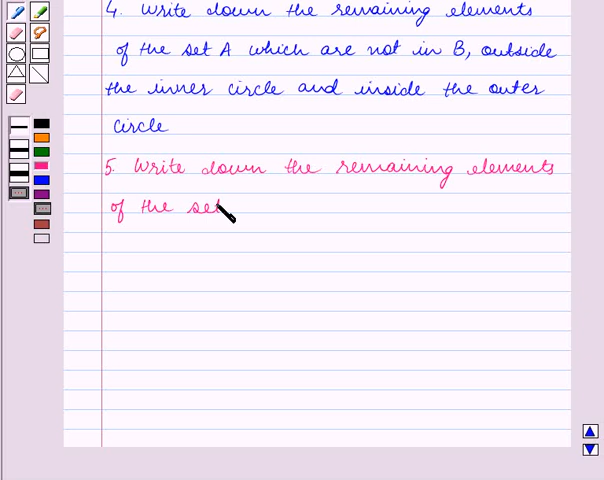 4. Write down the remaining elements
of the set A which are not in B, outside
the inner circle and inside the outer
circle
5. Write down the remaining elements
of the set